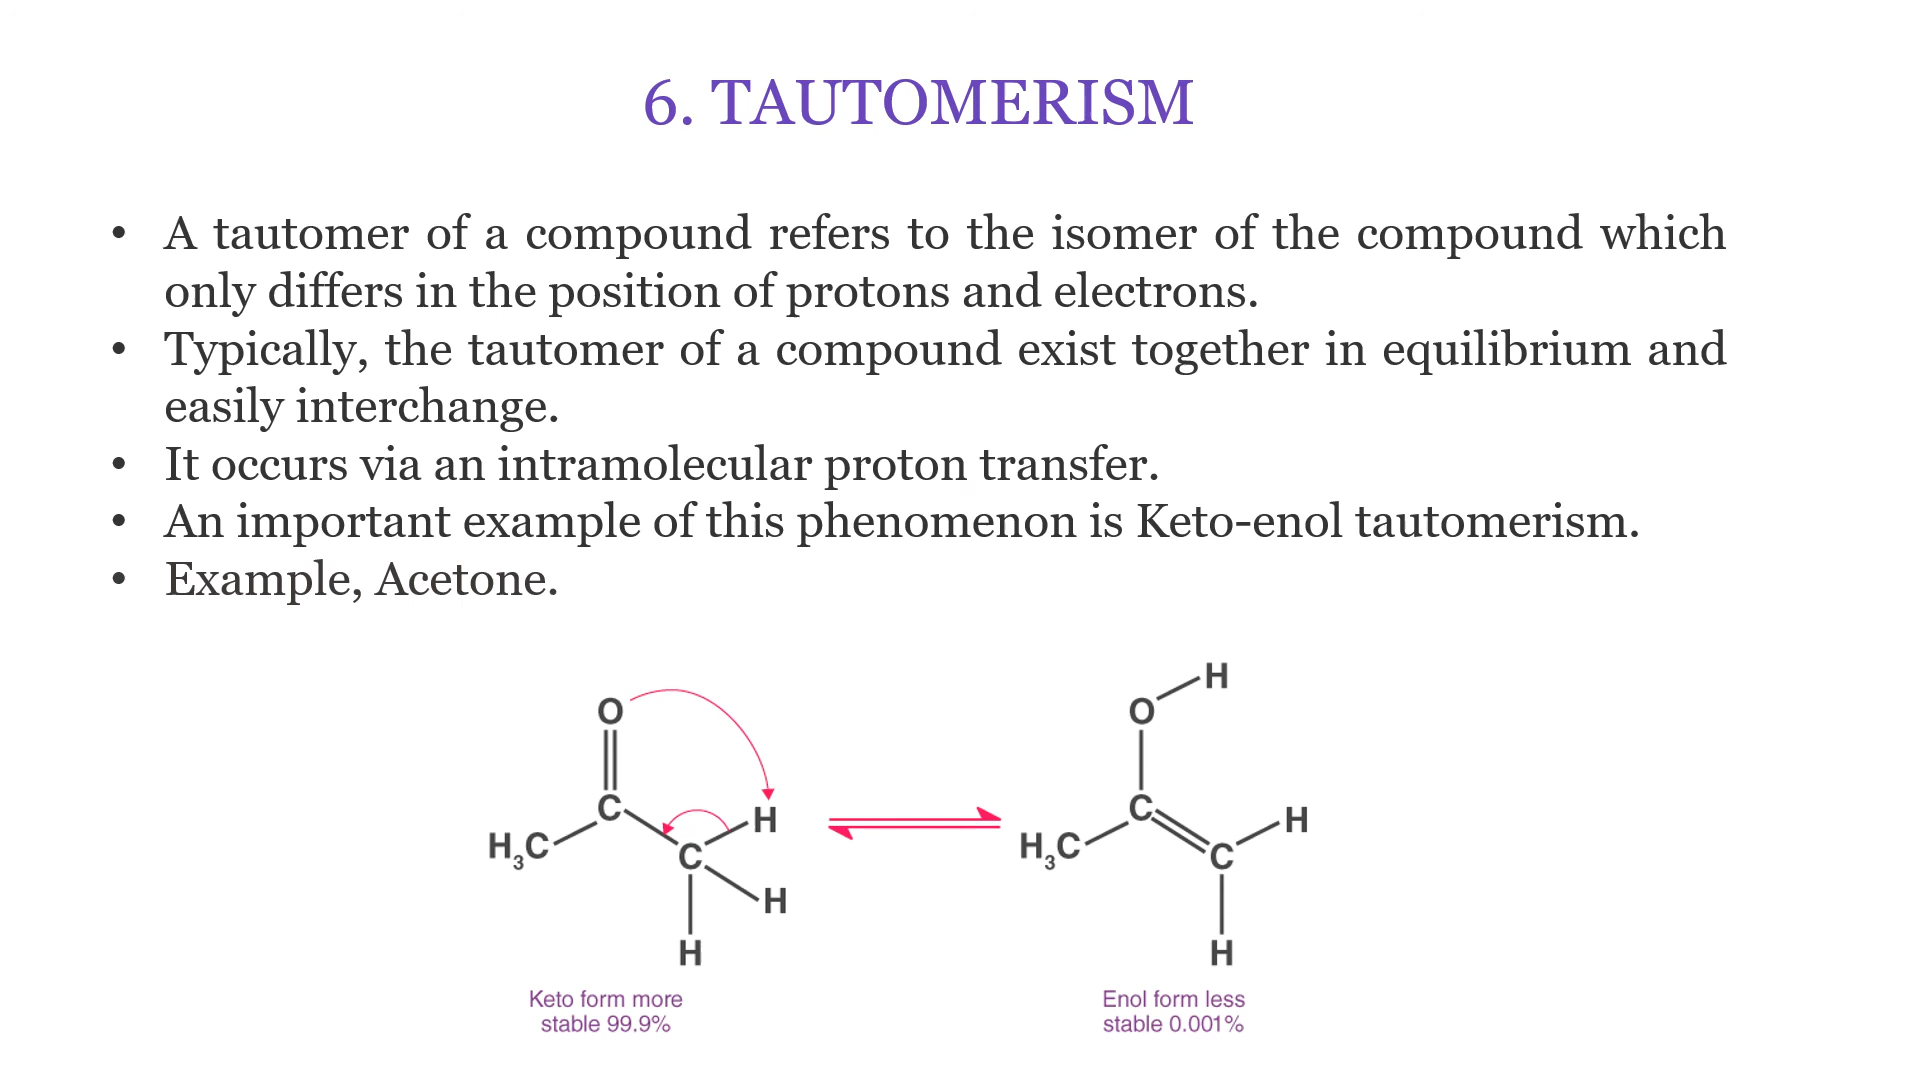 6. TAUTOMERISM
• A tautomer of a compound refers to the isomer of the compound which
only differs in the position of protons and electrons.
• Typically, the tautomer of a compound exist together in equilibrium and
easily interchange.
• It occurs via an intramolecular proton transfer.
• An important example of this phenomenon is Keto-enol tautomerism.
• Example, Acetone.
H
O O
C H C H
H₃C C H₃C C
H
H H
Keto form more Enol form less
stable 99.9% stable 0.001%